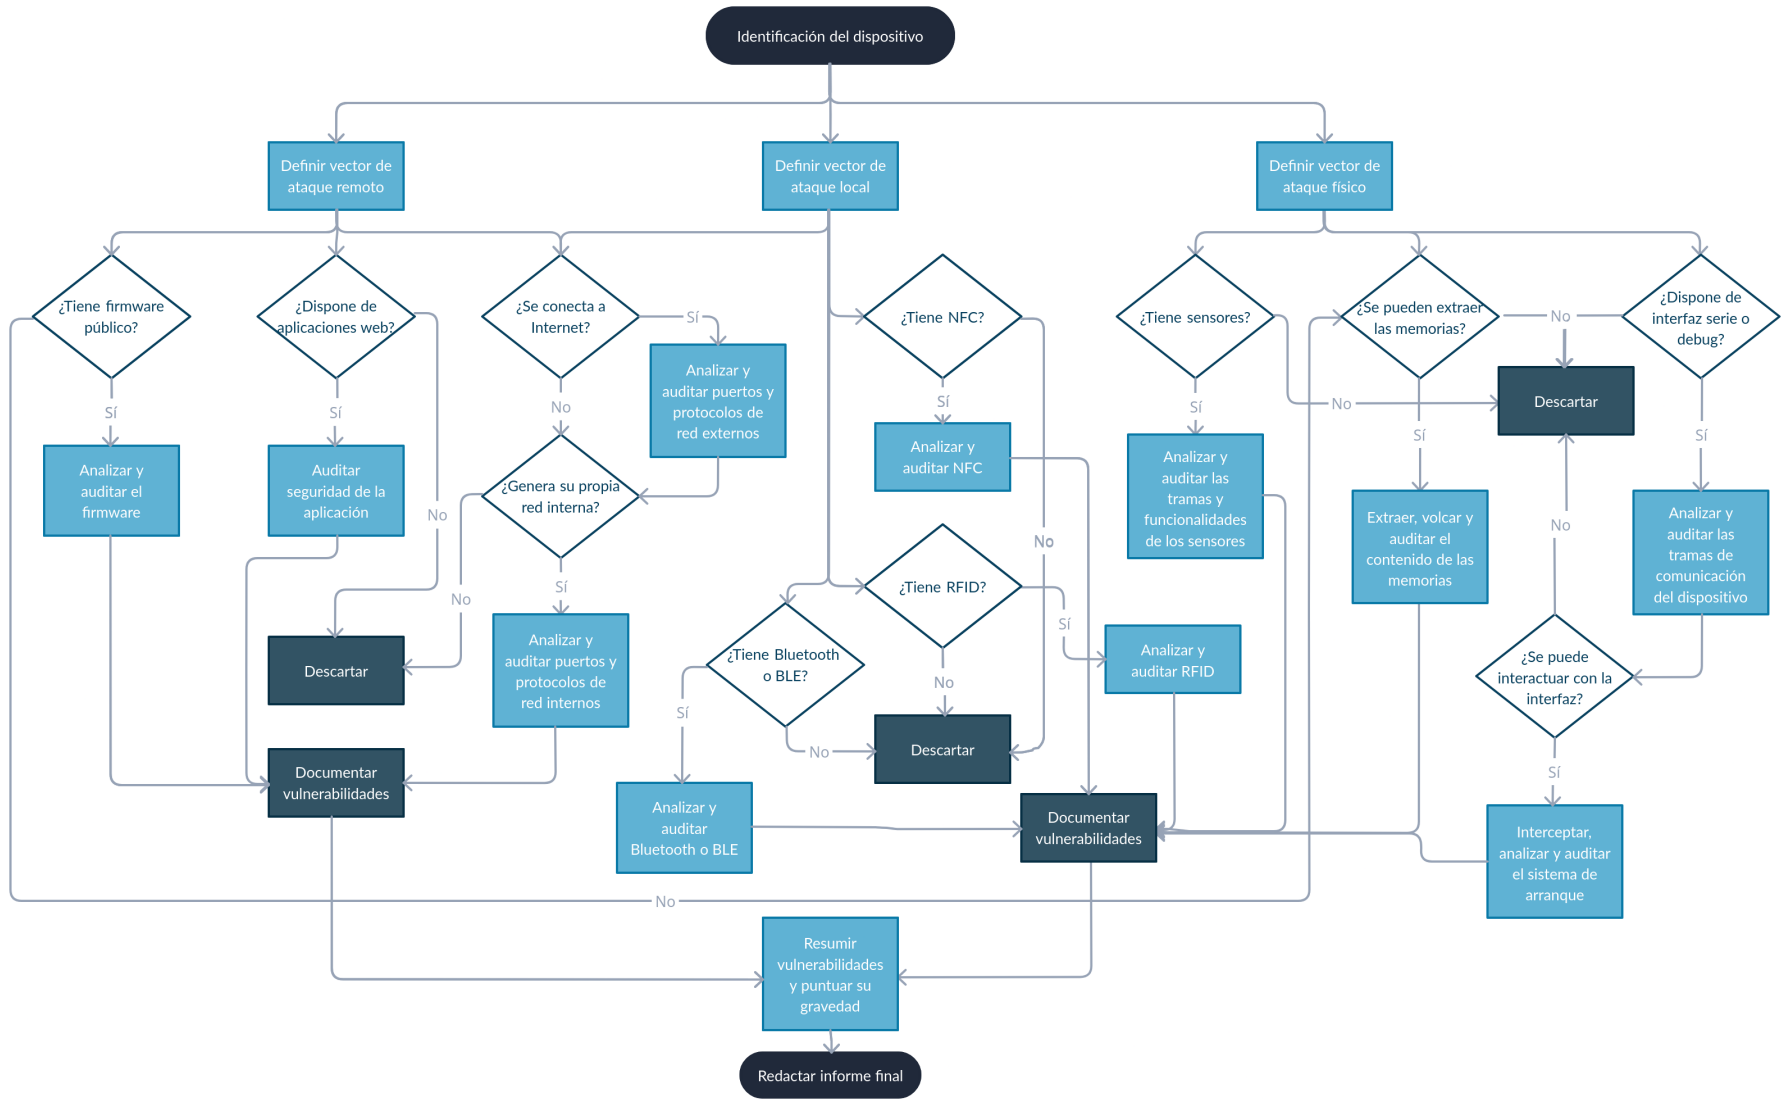 Identificación del dispositivo
Definir vector de
ataque remoto
Definir vector de
ataque local
Definir vector de
ataque físico
¿Tiene firmware
público?
¿Dispone de
aplicaciones web?
¿Se conecta a
Internet?
Sí
¿Tiene NFC?
¿Tiene sensores?
¿Se pueden extraer
las memorias?
No
¿Dispone de
interfaz serie o
debug?
Sí
Sí
No
Analizar y
auditar puertos y
protocolos de
red externos
Sí
Sí
No
Descartar
Sí
Sí
Analizar y
auditar el
firmware
Auditar
seguridad de la
aplicación
No
¿Genera su propia
red interna?
Analizar y
auditar NFC
Analizar y
auditar las
tramas y
funcionalidades
de los sensores
Extraer, volcar y
auditar el
contenido de las
memorias
No
Analizar y
auditar las
tramas de
comunicación
del dispositivo
No
No
Sí
¿Tiene RFID?
Sí
Descartar
Analizar y
auditar puertos y
protocolos de
red internos
¿Tiene Bluetooth
o BLE?
Sí
No
Analizar y
auditar RFID
¿Se puede
interactuar con la
interfaz?
No
Descartar
Sí
Documentar
vulnerabilidades
Analizar y
auditar
Bluetooth o BLE
Documentar
vulnerabilidades
Interceptar,
analizar y auditar
el sistema de
arranque
No
Resumir
vulnerabilidades
y puntuar su
gravedad
Redactar informe final